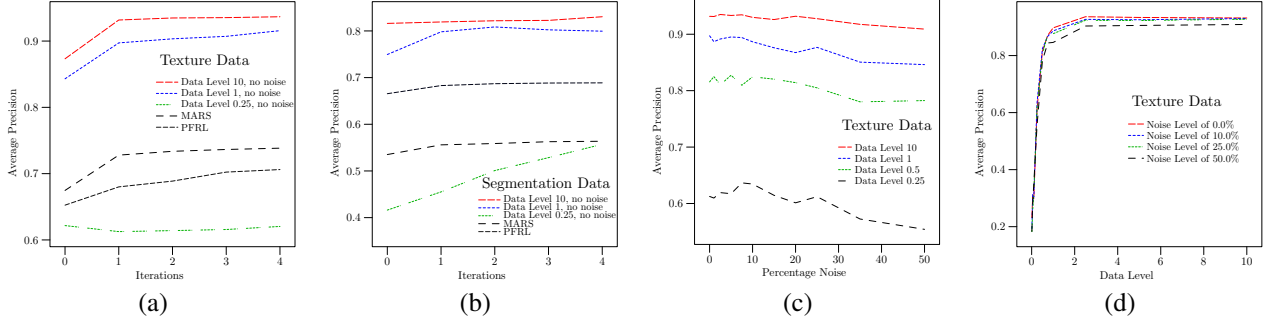 Average Precision
0.9
0.8
0.7
0.6
Texture Data
Data Level 10, no noise
Data Level 1, no noise
Data Level 0.25, no noise
MARS
PFRL
0 1 2 3 4
Iterations
(a)
Average Precision
0.8
0.7
0.6
0.5
0.4
Segmentation Data
Data Level 10, no noise
Data Level 1, no noise
Data Level 0.25, no noise
MARS
PFRL
0 1 2 3 4
Iterations
(b)
Average Precision
0.9
0.8
0.7
0.6
Texture Data
Data Level 10
Data Level 1
Data Level 0.5
Data Level 0.25
0 10 20 30 40 50
Percentage Noise
(c)
Average Precision
0.8
0.6
0.4
0.2
Texture Data
Noise Level of 0.0%
Noise Level of 10.0%
Noise Level of 25.0%
Noise Level of 50.0%
0 2 4 6 8 10
Data Level
(d)